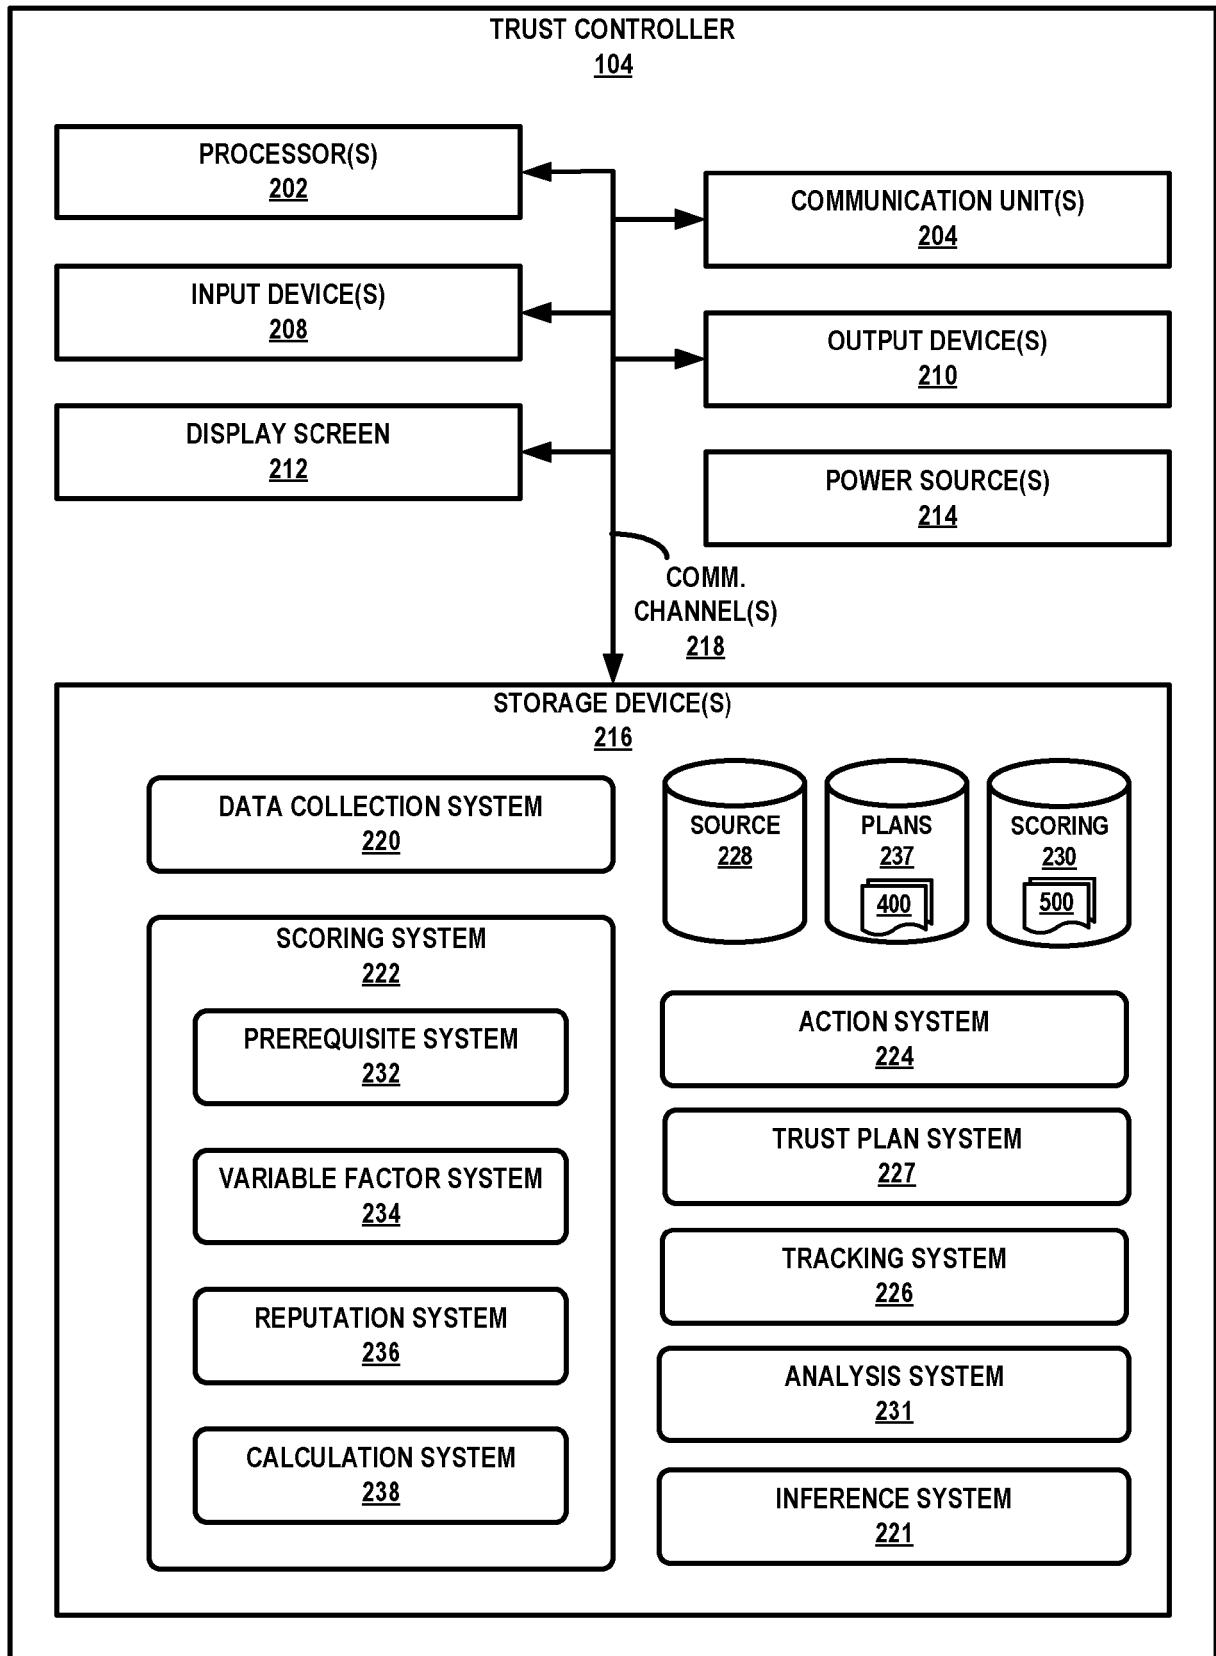 TRUST CONTROLLER
104
PROCESSOR(S)
202
COMMUNICATION UNIT(S)
204
INPUT DEVICE(S)
208
OUTPUT DEVICE(S)
210
DISPLAY SCREEN
212
POWER SOURCE(S)
214
COMM.
CHANNEL(S)
218
STORAGE DEVICE(S)
216
DATA COLLECTION SYSTEM
220
SOURCE
228
PLANS
237
400
SCORING
230
500
SCORING SYSTEM
222
PREREQUISITE SYSTEM
232
VARIABLE FACTOR SYSTEM
234
REPUTATION SYSTEM
236
CALCULATION SYSTEM
238
ACTION SYSTEM
224
TRUST PLAN SYSTEM
227
TRACKING SYSTEM
226
ANALYSIS SYSTEM
231
INFERENCE SYSTEM
221